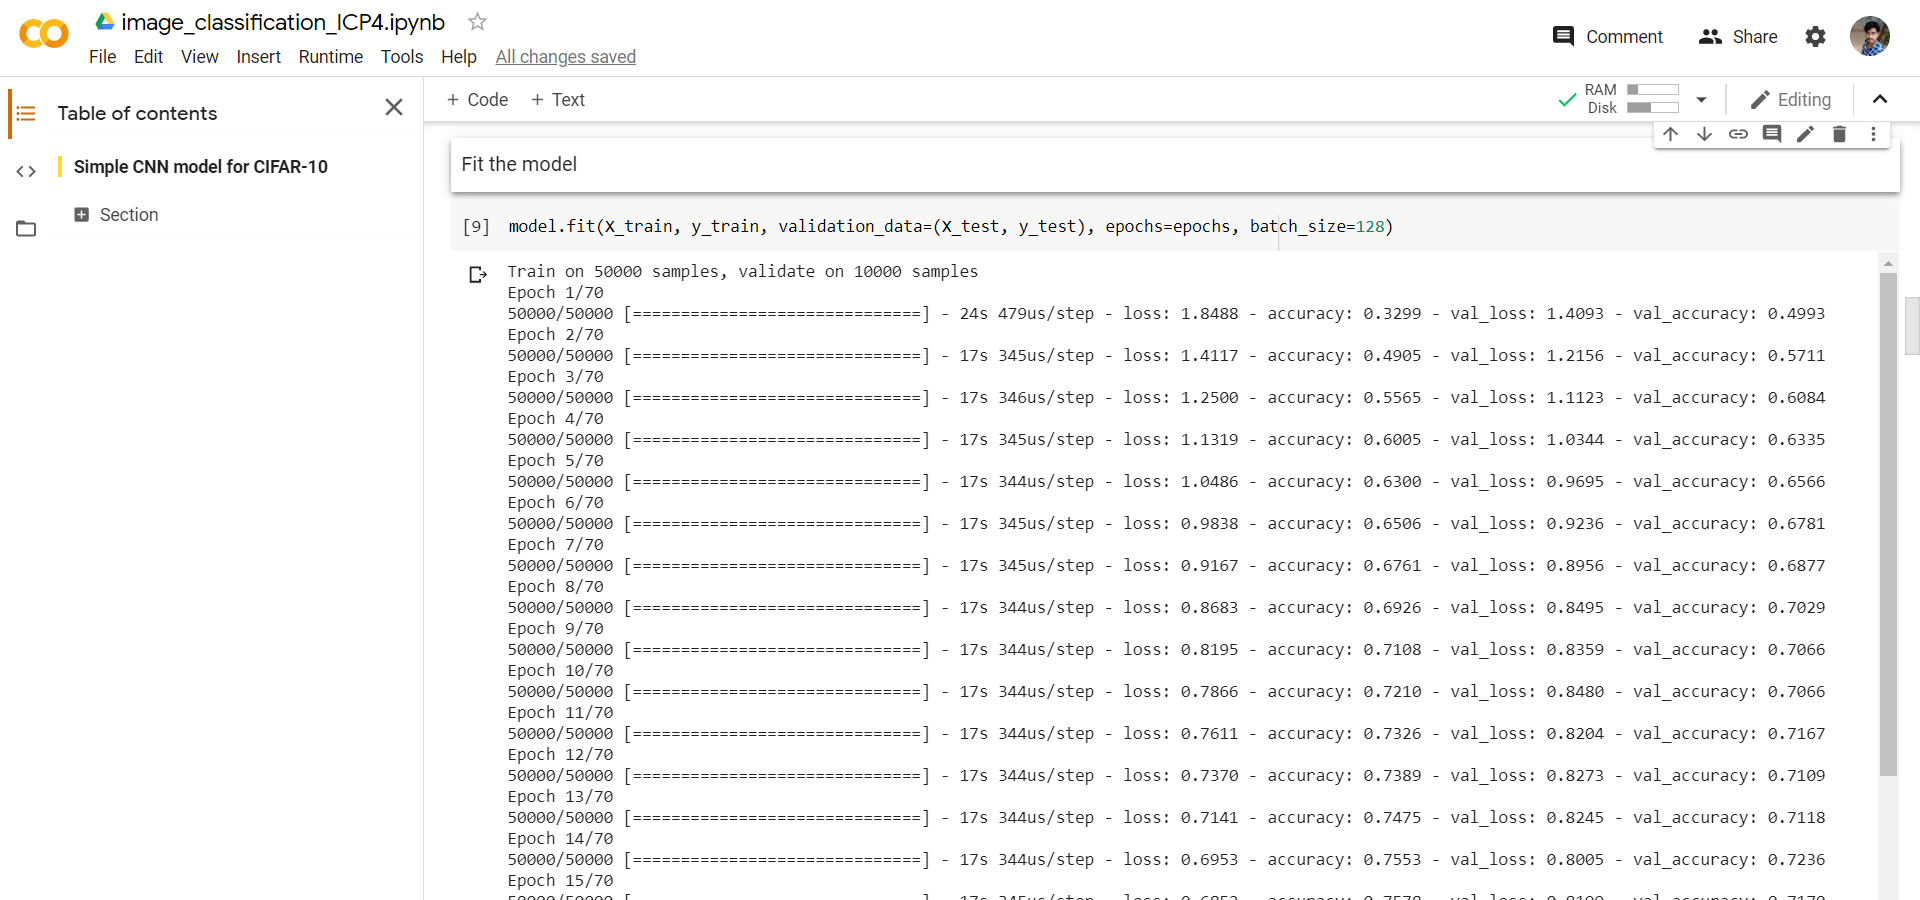 image_classification_ICP4.ipynb
File Edit View Insert Runtime Tools Help All changes saved
Comment Share
Table of contents
Simple CNN model for CIFAR-10
Section
+ Code + Text
RAM
Disk
Editing
Fit the model
[9] model.fit(X_train, y_train, validation_data=(X_test, y_test), epochs=epochs, batch_size=128)
Train on 50000 samples, validate on 10000 samples
Epoch 1/70
50000/50000 [==============================] - 24s 479us/step - loss: 1.8488 - accuracy: 0.3299 - val_loss: 1.4093 - val_accuracy: 0.4993
Epoch 2/70
50000/50000 [==============================] - 17s 345us/step - loss: 1.4117 - accuracy: 0.4905 - val_loss: 1.2156 - val_accuracy: 0.5711
Epoch 3/70
50000/50000 [==============================] - 17s 346us/step - loss: 1.2500 - accuracy: 0.5565 - val_loss: 1.1123 - val_accuracy: 0.6084
Epoch 4/70
50000/50000 [==============================] - 17s 345us/step - loss: 1.1319 - accuracy: 0.6005 - val_loss: 1.0344 - val_accuracy: 0.6335
Epoch 5/70
50000/50000 [==============================] - 17s 344us/step - loss: 1.0486 - accuracy: 0.6300 - val_loss: 0.9695 - val_accuracy: 0.6566
Epoch 6/70
50000/50000 [==============================] - 17s 345us/step - loss: 0.9838 - accuracy: 0.6506 - val_loss: 0.9236 - val_accuracy: 0.6781
Epoch 7/70
50000/50000 [==============================] - 17s 345us/step - loss: 0.9167 - accuracy: 0.6761 - val_loss: 0.8956 - val_accuracy: 0.6877
Epoch 8/70
50000/50000 [==============================] - 17s 344us/step - loss: 0.8683 - accuracy: 0.6926 - val_loss: 0.8495 - val_accuracy: 0.7029
Epoch 9/70
50000/50000 [==============================] - 17s 344us/step - loss: 0.8195 - accuracy: 0.7108 - val_loss: 0.8359 - val_accuracy: 0.7066
Epoch 10/70
50000/50000 [==============================] - 17s 344us/step - loss: 0.7866 - accuracy: 0.7210 - val_loss: 0.8480 - val_accuracy: 0.7066
Epoch 11/70
50000/50000 [==============================] - 17s 344us/step - loss: 0.7611 - accuracy: 0.7326 - val_loss: 0.8204 - val_accuracy: 0.7167
Epoch 12/70
50000/50000 [==============================] - 17s 344us/step - loss: 0.7370 - accuracy: 0.7389 - val_loss: 0.8273 - val_accuracy: 0.7109
Epoch 13/70
50000/50000 [==============================] - 17s 344us/step - loss: 0.7141 - accuracy: 0.7475 - val_loss: 0.8245 - val_accuracy: 0.7118
Epoch 14/70
50000/50000 [==============================] - 17s 344us/step - loss: 0.6953 - accuracy: 0.7553 - val_loss: 0.8005 - val_accuracy: 0.7236
Epoch 15/70